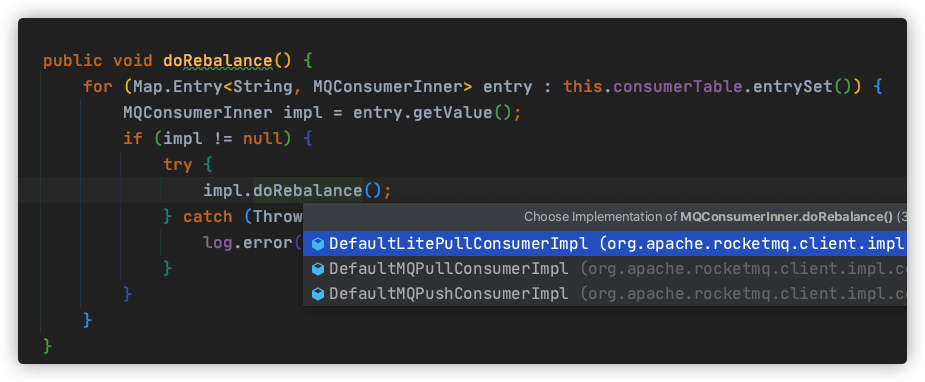 public void doRebalance() {
for (Map.Entry<String, MQConsumerInner> entry : this.consumerTable.entrySet()) {
MQConsumerInner impl = entry.getValue();
if (impl != null) {
try {
impl.doRebalance();
} catch (Throw
Choose Implementation of MQConsumerInner.doRebalance() (3
log.error(
DefaultLitePullConsumerImpl (org.apache.rocketmq.client.impl
}
DefaultMQPullConsumerImpl (org.apache.rocketmq.client.impl.co
}
DefaultMQPushConsumerImpl (org.apache.rocketmq.client.impl.co
}
}